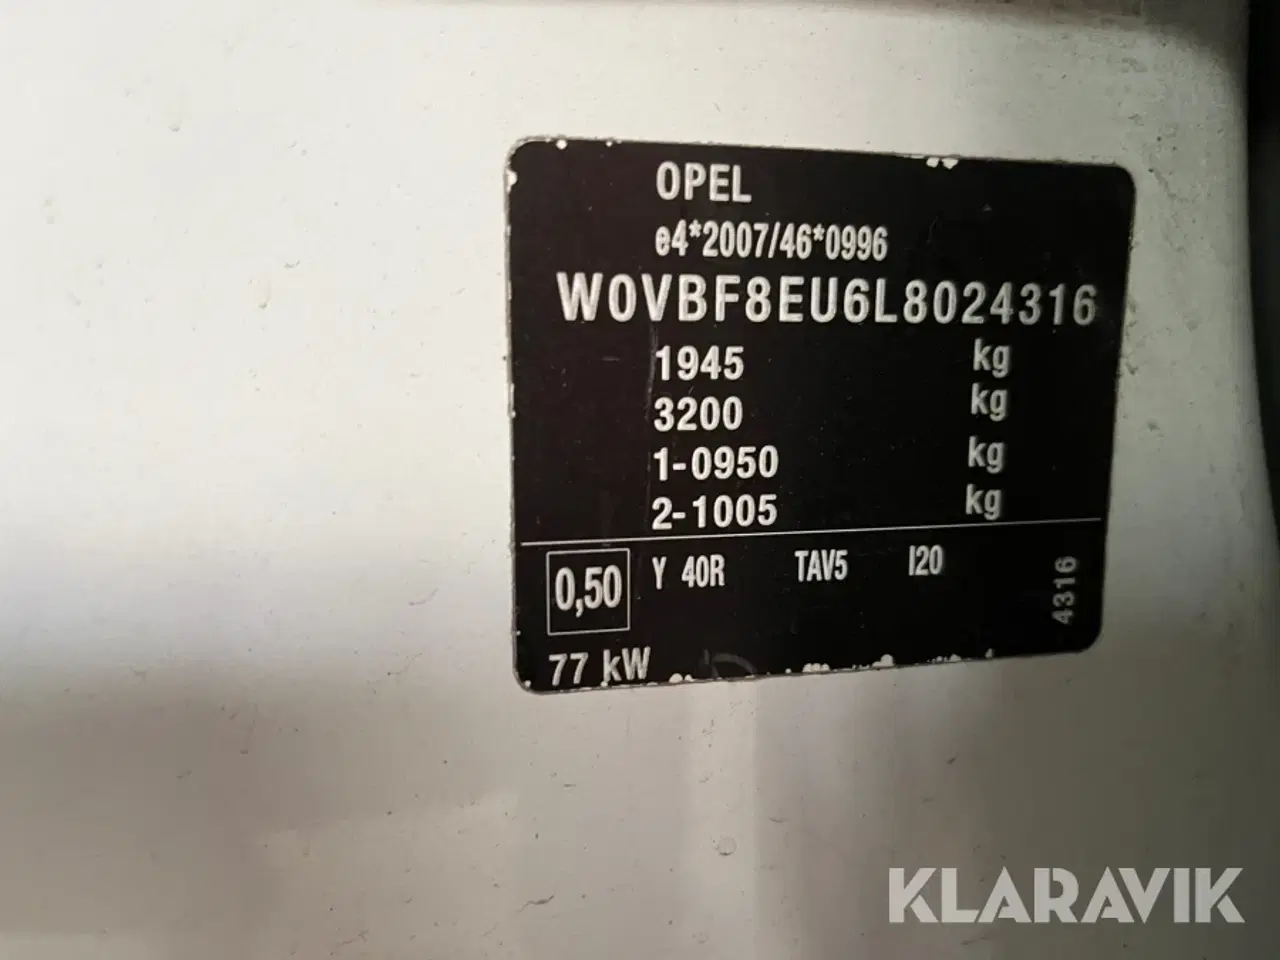 OPEL
e4*2007/46*0996
W0VBF8EU6L8024316
1945 kg
3200 kg
1-0950 kg
2-1005 kg
0,50 Y 40R TAV5 I20
4316
77 kW
KLARAVIK